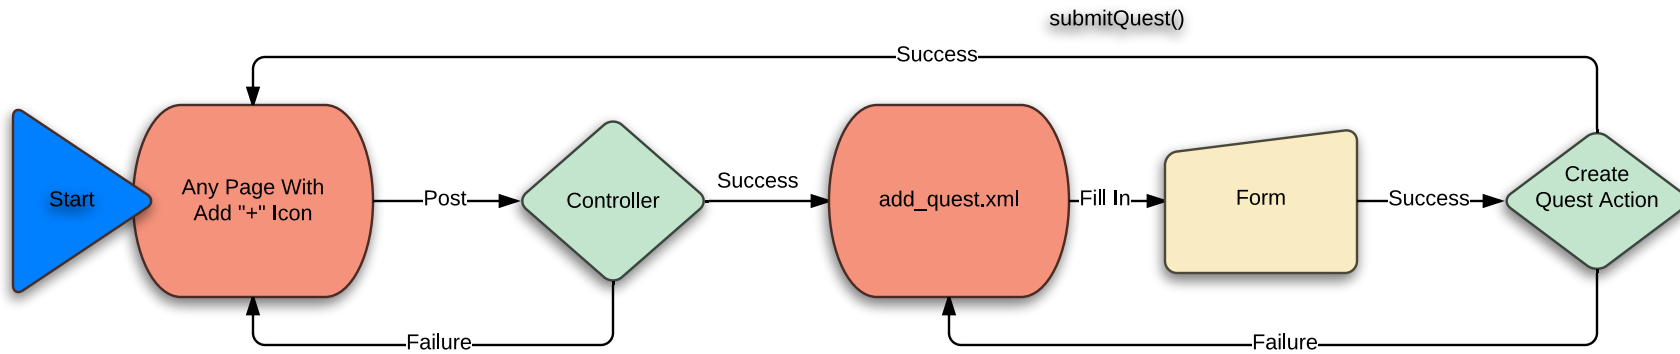 submitQuest()
Success
Start
Any Page With
Add "+" Icon
Post
Controller
Success
add_quest.xml
Fill In
Form
Success
Create
Quest Action
Failure
Failure